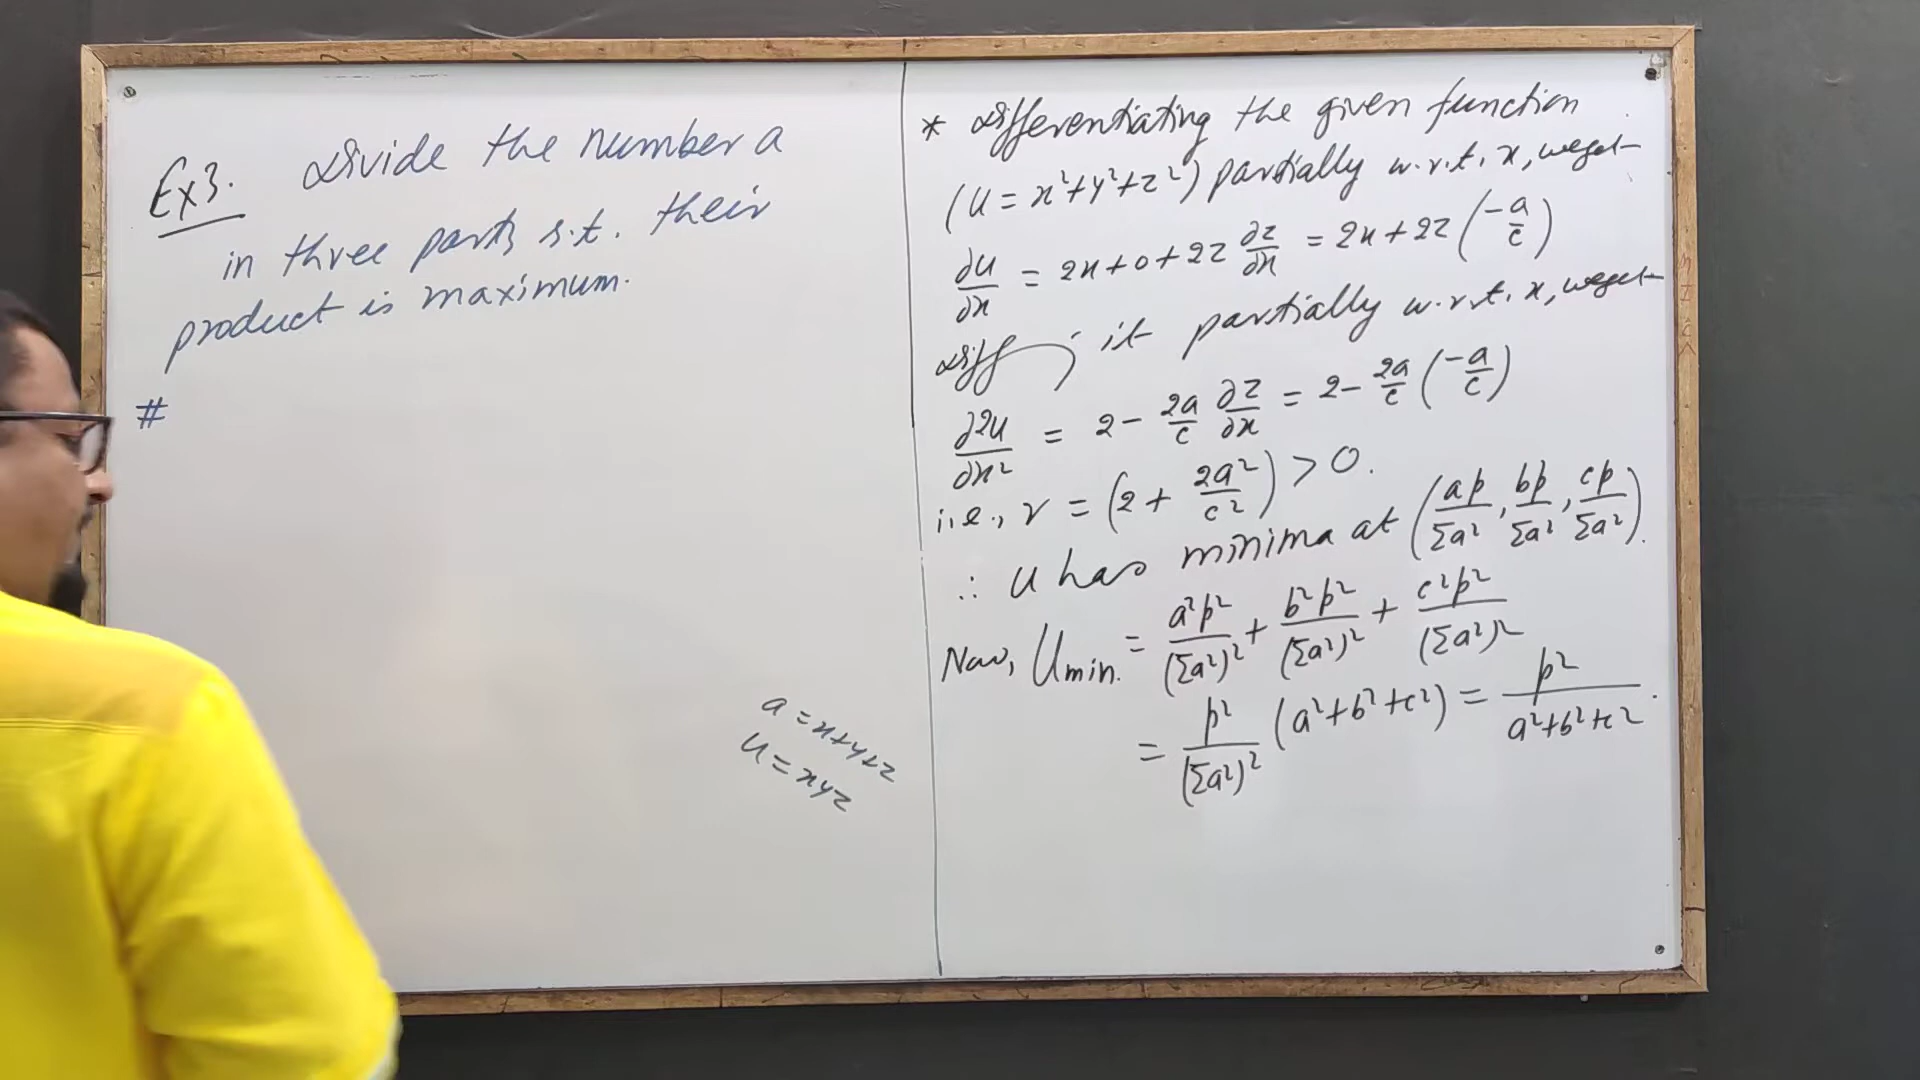 Ex3. Divide the number a
in three parts s.t. their
product is maximum.
#
a = x+y+z
u = xyz
* Differentiating the given function
(u = x²+y²+z²) partially w.r.t. x, we get
∂u/∂x = 2x+0+2z ∂z/∂x = 2x+2z (-a/c)
Diff it partially w.r.t. x, we get
∂²u/∂x² = 2 - 2a/c ∂z/∂x = 2 - 2a/c (-a/c)
i.e., r = (2 + 2a²/c²) > 0.
∴ u has minima at (ap/Σa², bp/Σa², cp/Σa²).
Now, Umin. = a²p²/(Σa²)² + b²p²/(Σa²)² + c²p²/(Σa²)²
= p²/(Σa²)² (a²+b²+c²) = p²/a²+b²+c².